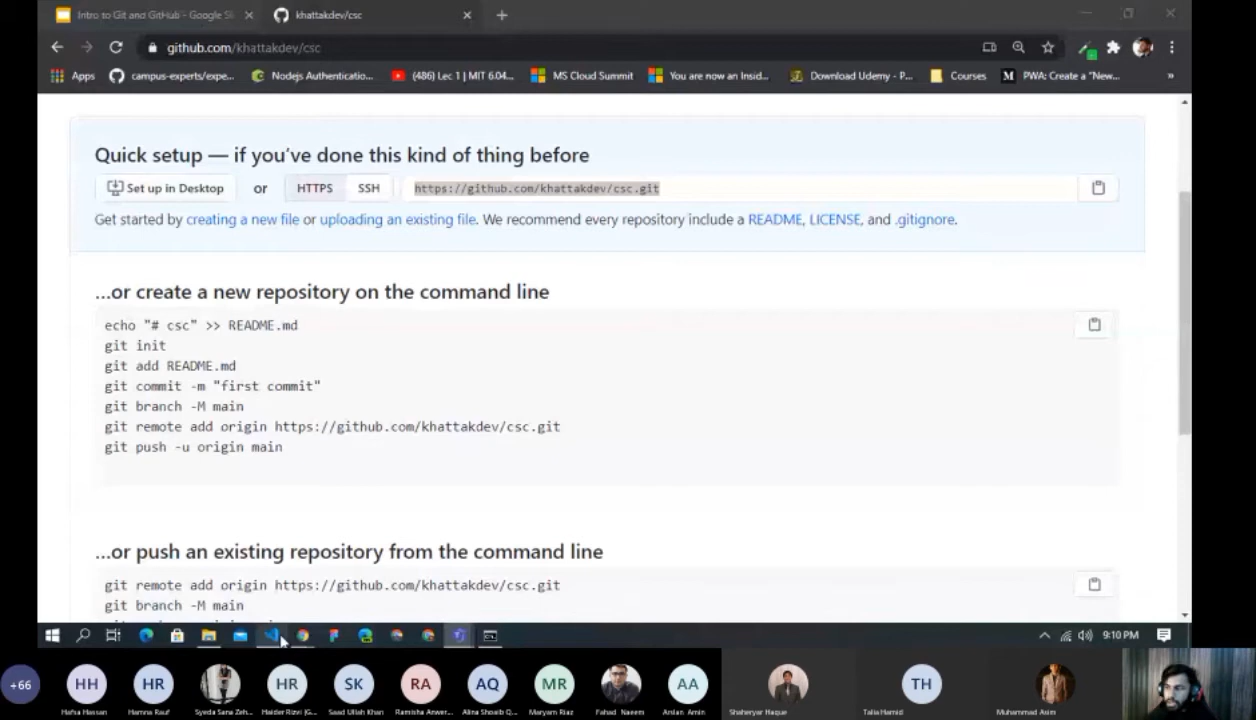 Intro to Git and GitHub - Google Sl
khattakdev/csc
github.com/khattakdev/csc
Apps
campus-experts/expe...
Nodejs Authenticatio...
(486) Lec 1 | MIT 6.04...
MS Cloud Summit
You are now an Insid...
Download Udemy - P...
Courses
PWA: Create a "New...
»
Quick setup — if you've done this kind of thing before
Set up in Desktop or HTTPS SSH https://github.com/khattakdev/csc.git
Get started by creating a new file or uploading an existing file. We recommend every repository include a README, LICENSE, and .gitignore.
...or create a new repository on the command line
echo "# csc" >> README.md
git init
git add README.md
git commit -m "first commit"
git branch -M main
git remote add origin https://github.com/khattakdev/csc.git
git push -u origin main
...or push an existing repository from the command line
git remote add origin https://github.com/khattakdev/csc.git
git branch -M main
9:10 PM
+66 HH HR HR SK RA AQ MR AA TH
Hafsa Hassan Hamna Rauf Syeda Sana Zeh... Haider Rizvi (G... Saad Ullah Khan Ramisha Anwer... Alina Shoaib Q... Maryam Riaz Fahad Naeem Arslan Amin Shaheryar Haque Talia Hamid Muhammad Asim